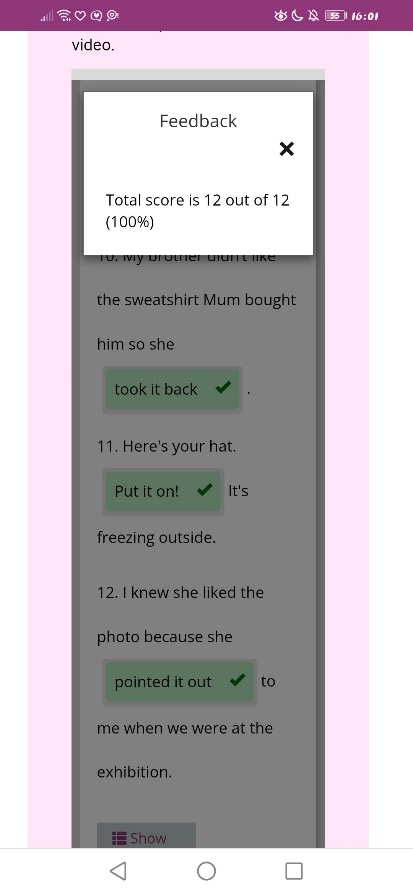 56 16:01
video.
Feedback
Total score is 12 out of 12
(100%)
10. My brother didn't like
the sweatshirt Mum bought
him so she
took it back .
11. Here's your hat.
Put it on! It's
freezing outside.
12. I knew she liked the
photo because she
pointed it out to
me when we were at the
exhibition.
Show